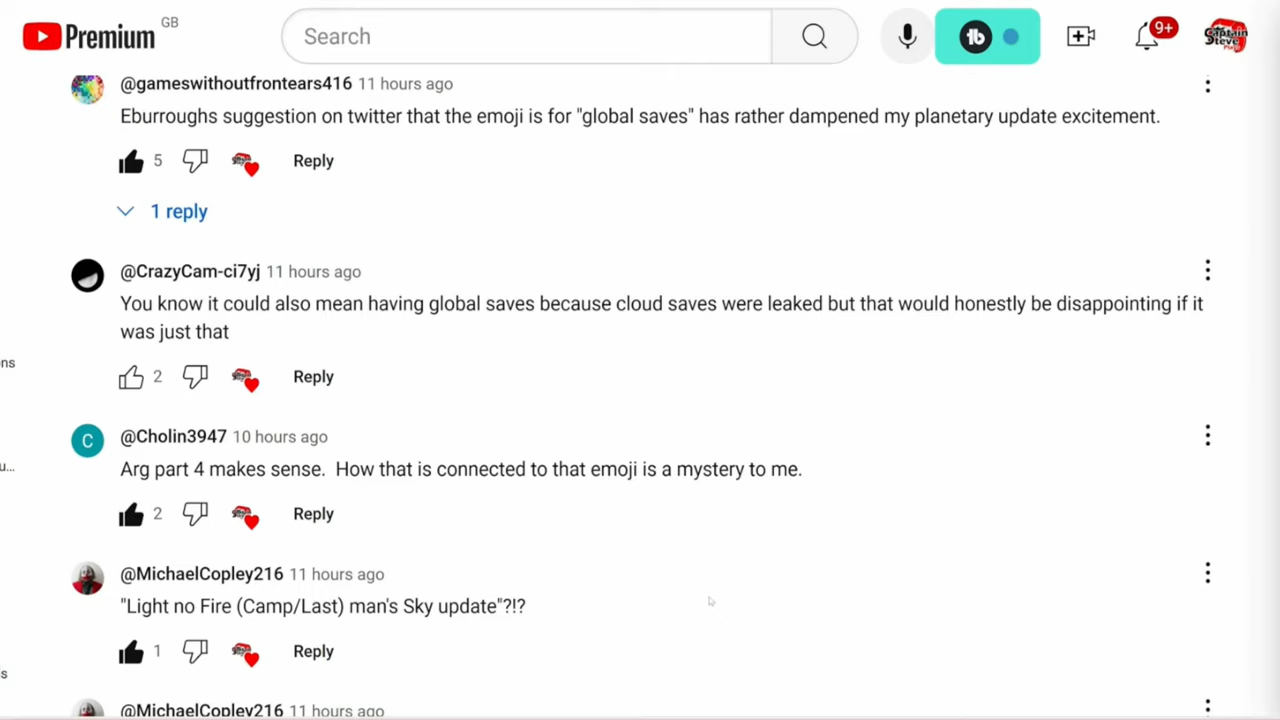 Premium GB
Search
9+
Captain Steve
@gameswithoutfrontears416 11 hours ago
Eburroughs suggestion on twitter that the emoji is for "global saves" has rather dampened my planetary update excitement.
5 Reply
1 reply
@CrazyCam-ci7yj 11 hours ago
You know it could also mean having global saves because cloud saves were leaked but that would honestly be disappointing if it
was just that
ons
2 Reply
C
@Cholin3947 10 hours ago
Arg part 4 makes sense. How that is connected to that emoji is a mystery to me.
u...
2 Reply
@MichaelCopley216 11 hours ago
"Light no Fire (Camp/Last) man's Sky update"?!?
1 Reply
's
@MichaelCopley216 11 hours ago